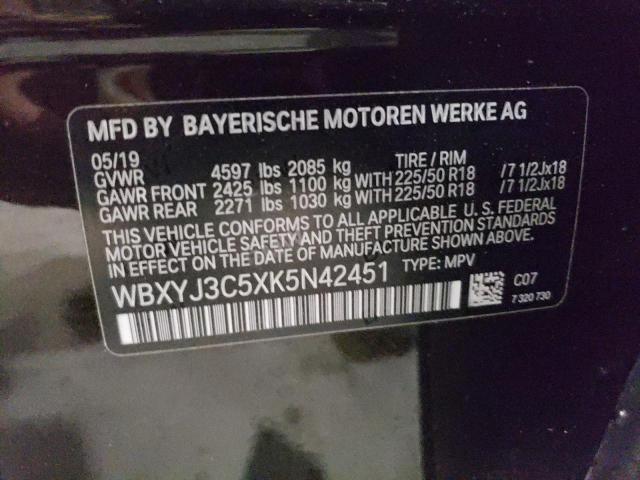 MFD BY BAYERISCHE MOTOREN WERKE AG
05/19 TIRE / RIM
GVWR 4597 lbs 2085 kg
GAWR FRONT 2425 lbs 1100 kg WITH 225/50 R18 /7 1/2Jx18
GAWR REAR 2271 lbs 1030 kg WITH 225/50 R18 /7 1/2Jx18
THIS VEHICLE CONFORMS TO ALL APPLICABLE U. S. FEDERAL
MOTOR VEHICLE SAFETY AND THEFT PREVENTION STANDARDS
IN EFFECT ON THE DATE OF MANUFACTURE SHOWN ABOVE.
WBXYJ3C5XK5N42451 TYPE: MPV
C07
7 320 730